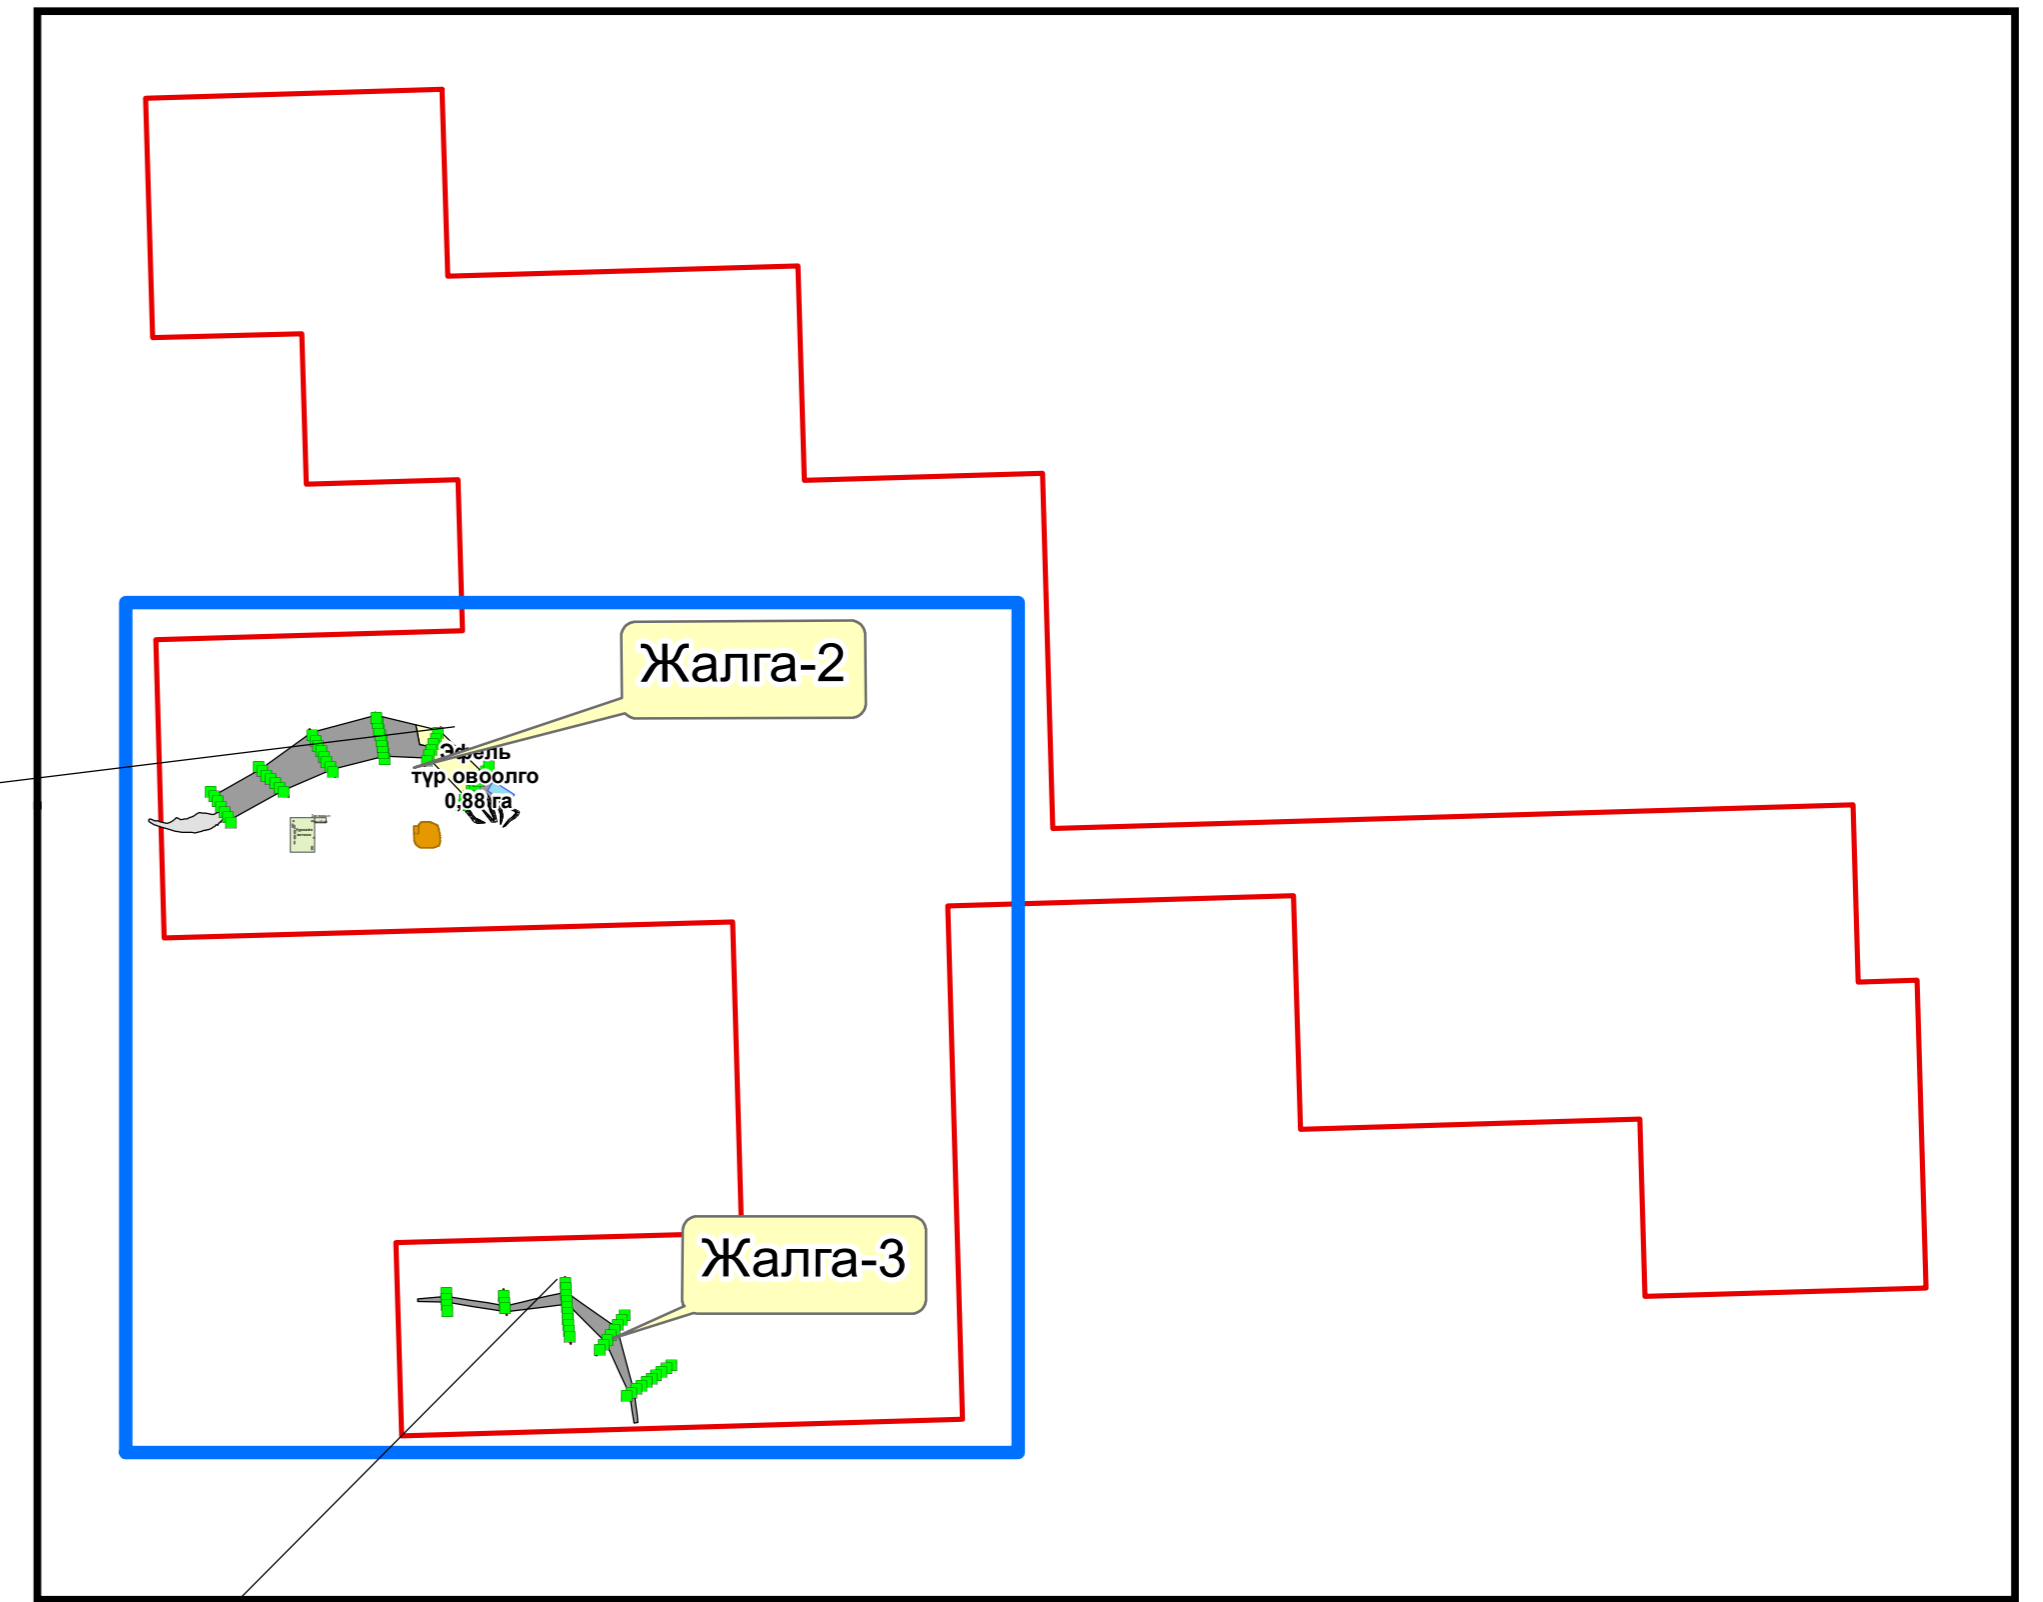 Жалга-2
Эфель
түр овоолго
0,88 га
Жалга-3